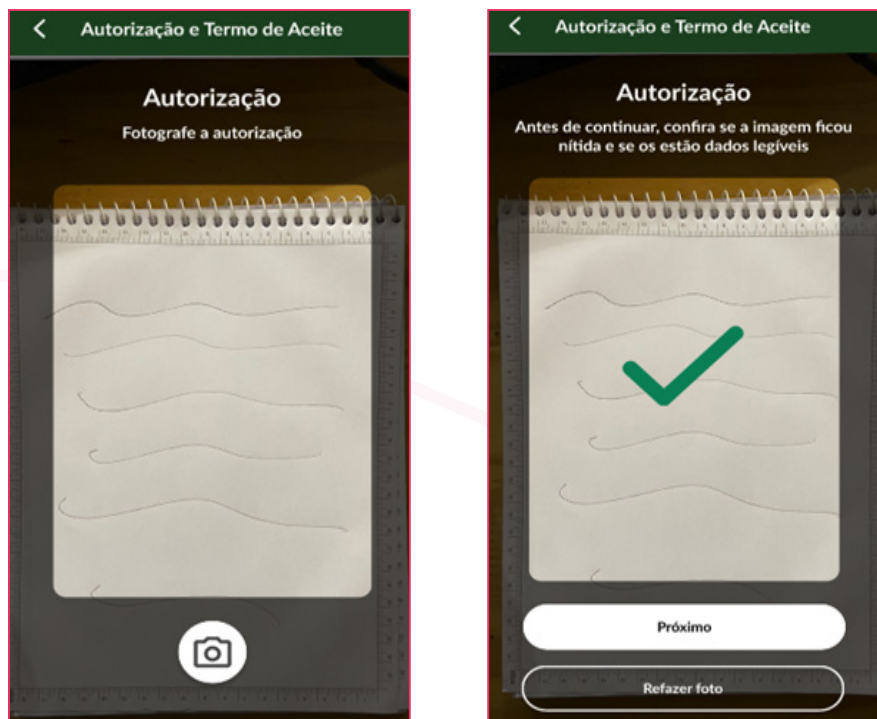 Autorização e Termo de Aceite
Autorização
Fotografe a autorização
Autorização e Termo de Aceite
Autorização
Antes de continuar, confira se a imagem ficou
nítida e se os estão dados legíveis
Próximo
Refazer foto